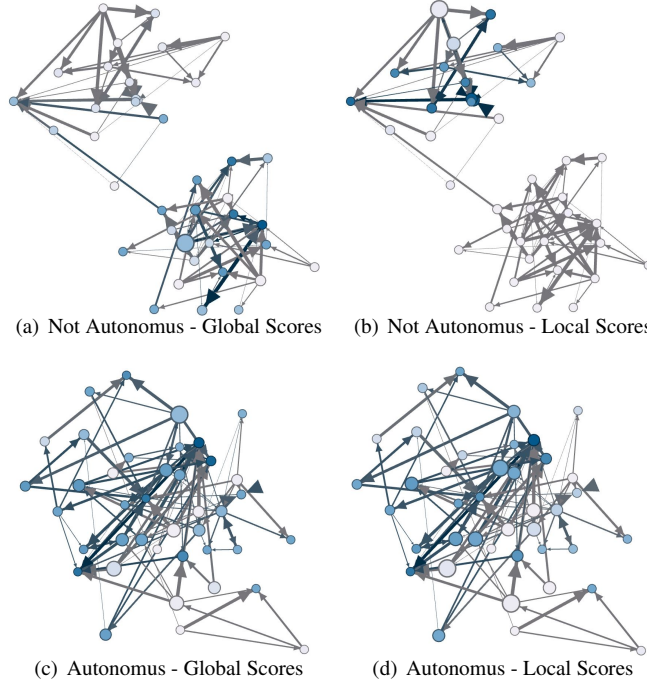 (a) Not Autonomus - Global Scores
(b) Not Autonomus - Local Scores
(c) Autonomus - Global Scores
(d) Autonomus - Local Scores